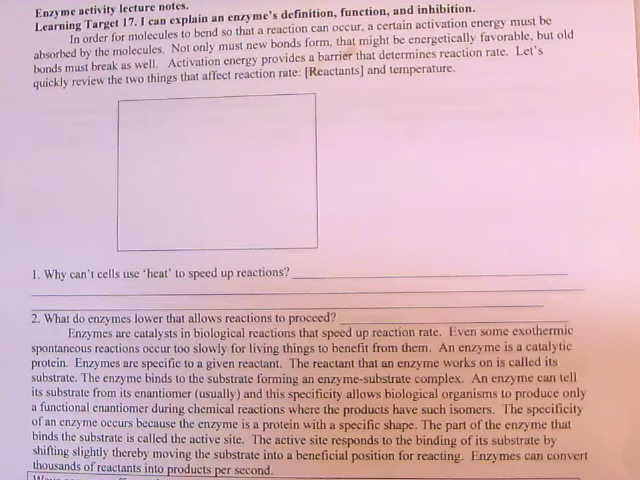 Enzyme activity lecture notes.
Learning Target 17. I can explain an enzyme's definition, function, and inhibition.
In order for molecules to bend so that a reaction can occur, a certain activation energy must be
absorbed by the molecules. Not only must new bonds form, that might be energetically favorable, but old
bonds must break as well. Activation energy provides a barrier that determines reaction rate. Let's
quickly review the two things that affect reaction rate: [Reactants] and temperature.
1. Why can't cells use 'heat' to speed up reactions?
2. What do enzymes lower that allows reactions to proceed?
Enzymes are catalysts in biological reactions that speed up reaction rate. Even some exothermic
spontaneous reactions occur too slowly for living things to benefit from them. An enzyme is a catalytic
protein. Enzymes are specific to a given reactant. The reactant that an enzyme works on is called its
substrate. The enzyme binds to the substrate forming an enzyme-substrate complex. An enzyme can tell
its substrate from its enantiomer (usually) and this specificity allows biological organisms to produce only
a functional enantiomer during chemical reactions where the products have such isomers. The specificity
of an enzyme occurs because the enzyme is a protein with a specific shape. The part of the enzyme that
binds the substrate is called the active site. The active site responds to the binding of its substrate by
shifting slightly thereby moving the substrate into a beneficial position for reacting. Enzymes can convert
thousands of reactants into products per second.